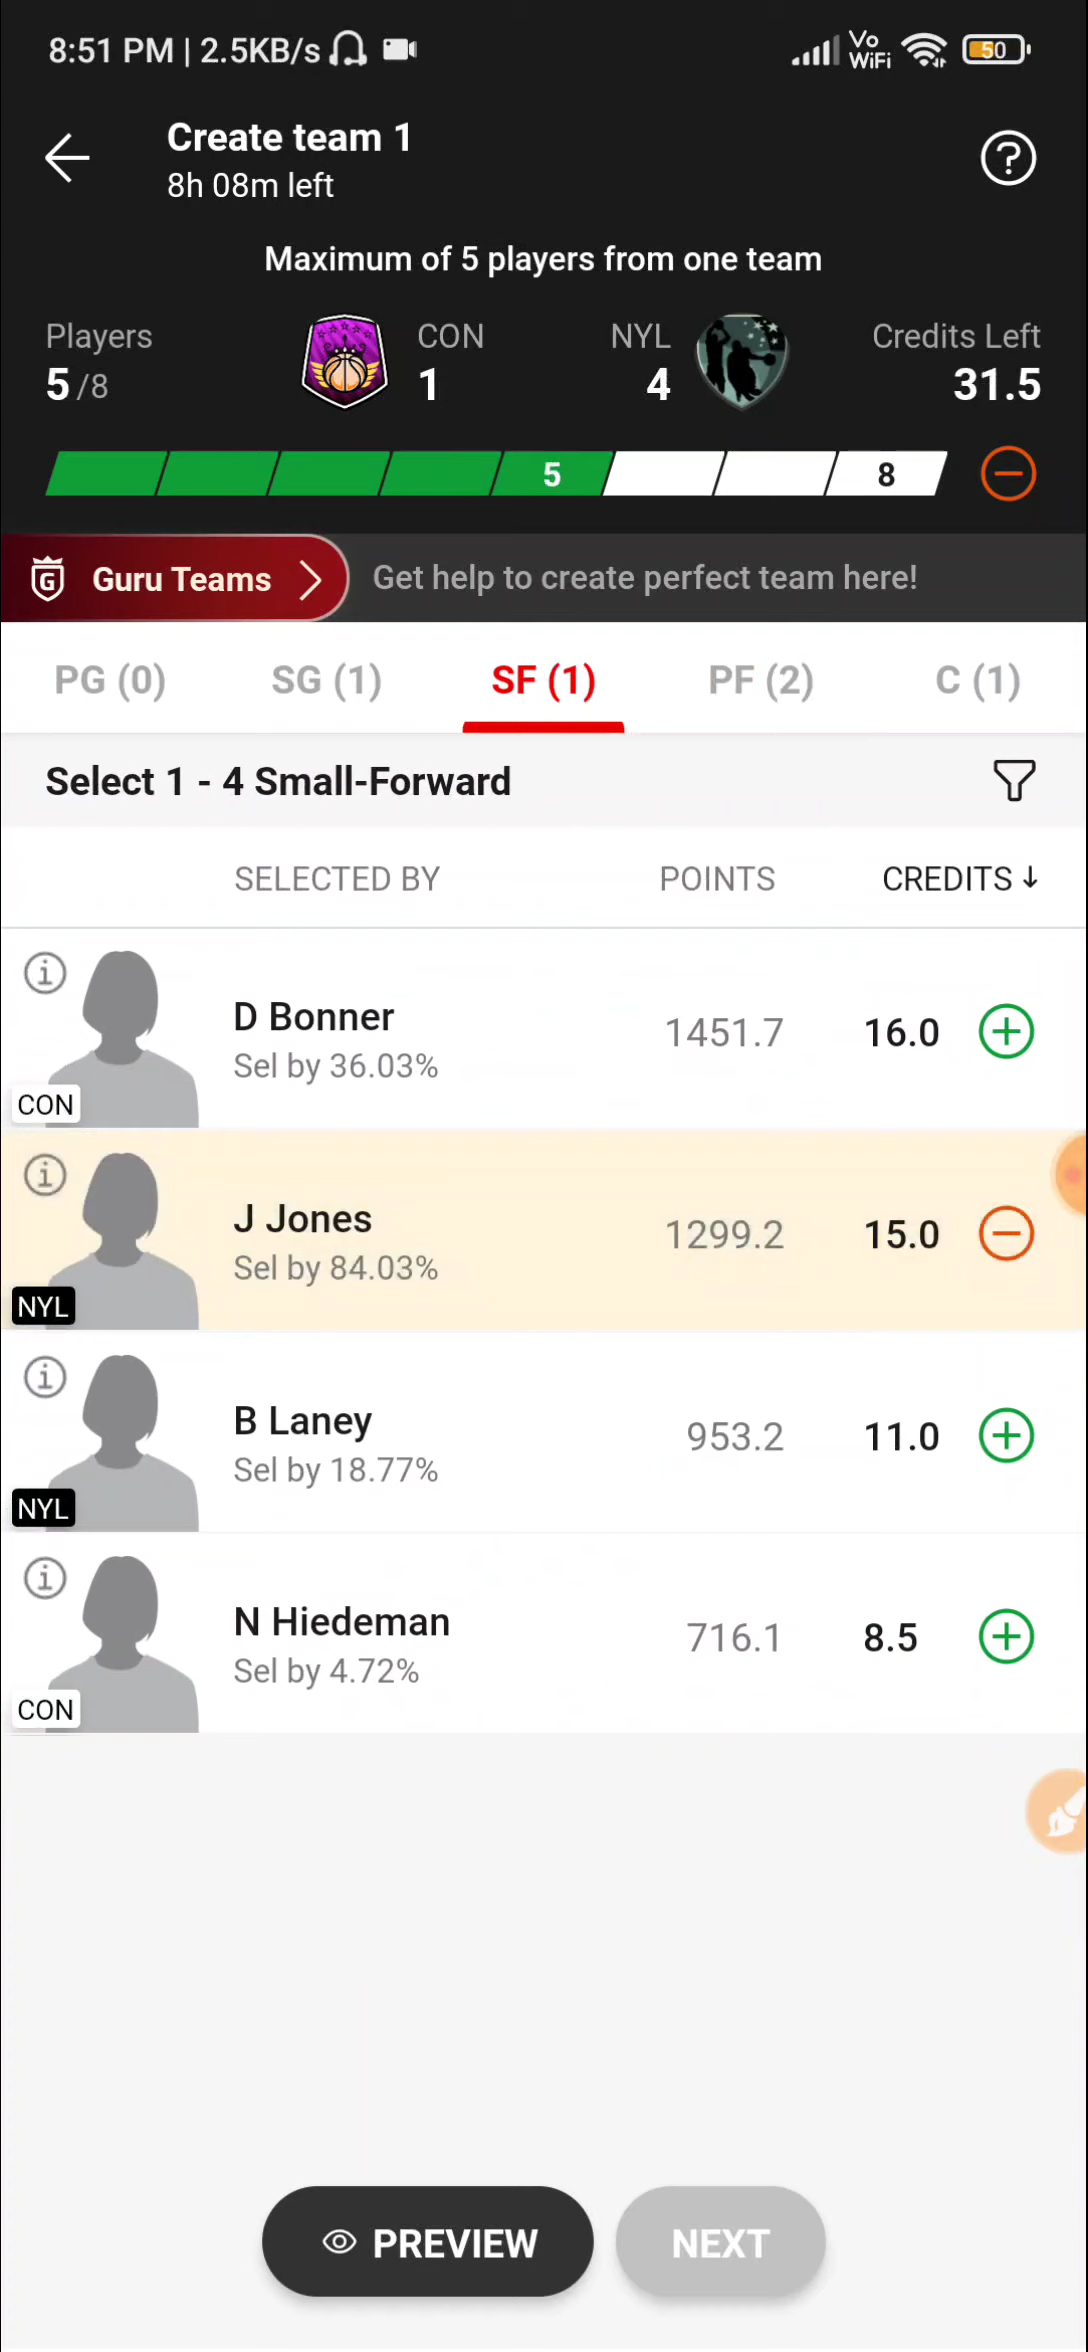 8:51 PM | 2.5KB/s
Vo WiFi
50
Create team 1
8h 08m left
Maximum of 5 players from one team
Players
5 /8
CON
1
NYL
4
Credits Left
31.5
5
8
G
Guru Teams
Get help to create perfect team here!
PG (0)
SG (1)
SF (1)
PF (2)
C (1)
Select 1 - 4 Small-Forward
SELECTED BY
POINTS
CREDITS ↓
D Bonner
Sel by 36.03%
CON
1451.7
16.0
J Jones
Sel by 84.03%
NYL
1299.2
15.0
B Laney
Sel by 18.77%
NYL
953.2
11.0
N Hiedeman
Sel by 4.72%
CON
716.1
8.5
PREVIEW
NEXT